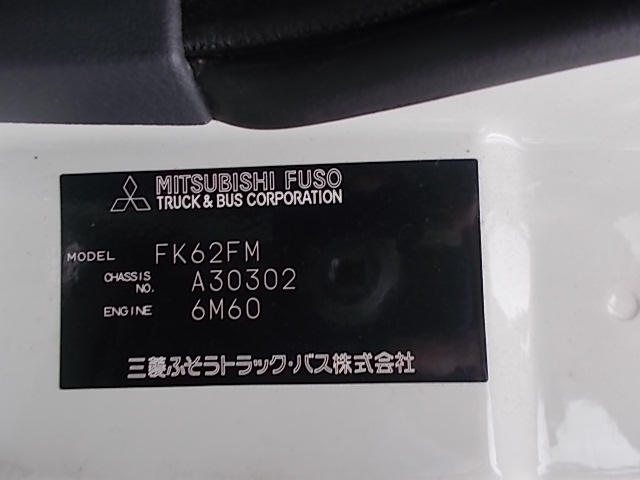 MITSUBISHI FUSO
TRUCK & BUS CORPORATION
MODEL FK62FM
CHASSIS NO. A30302
ENGINE 6M60
三菱ふそうトラック・バス株式会社